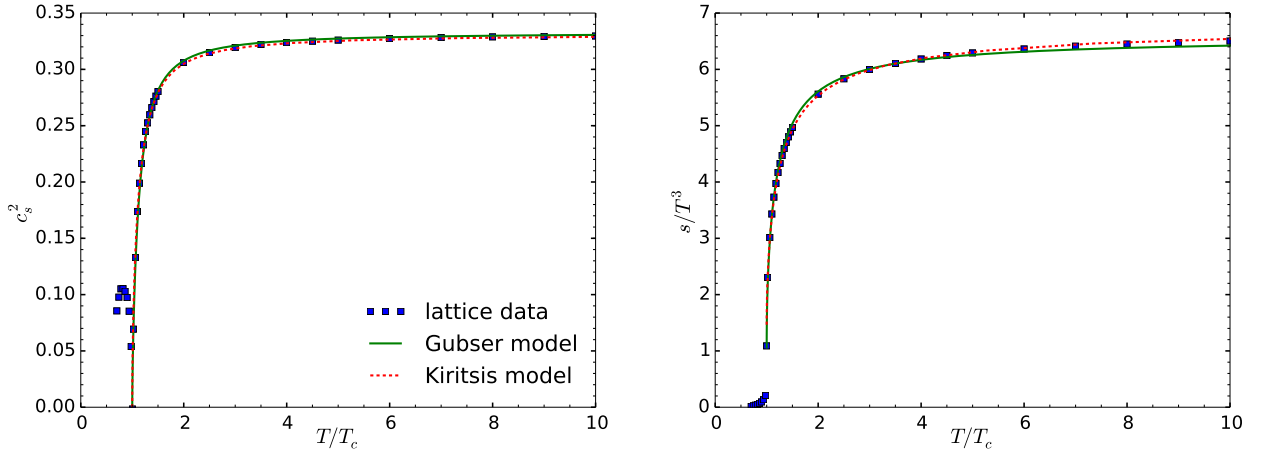 0.35
0.30
0.25
0.20
0.15
0.10
0.05
0.00
c_s^2
0 2 4 6 8 10
T/T_c
lattice data
Gubser model
Kiritsis model
7
6
5
4
3
2
1
0
s/T^3
0 2 4 6 8 10
T/T_c